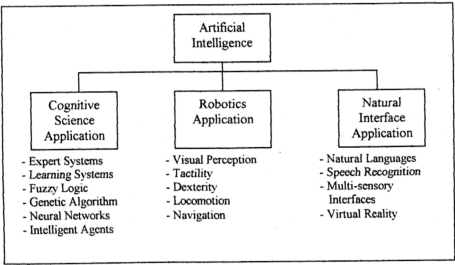 Artificial
Intelligence
Cognitive
Science
Application
- Expert Systems
- Learning Systems
- Fuzzy Logic
- Genetic Algorithm
- Neural Networks
- Intelligent Agents
Robotics
Application
- Visual Perception
- Tactility
- Dexterity
- Locomotion
- Navigation
Natural
Interface
Application
- Natural Languages
- Speech Recognition
- Multi-sensory
Interfaces
- Virtual Reality